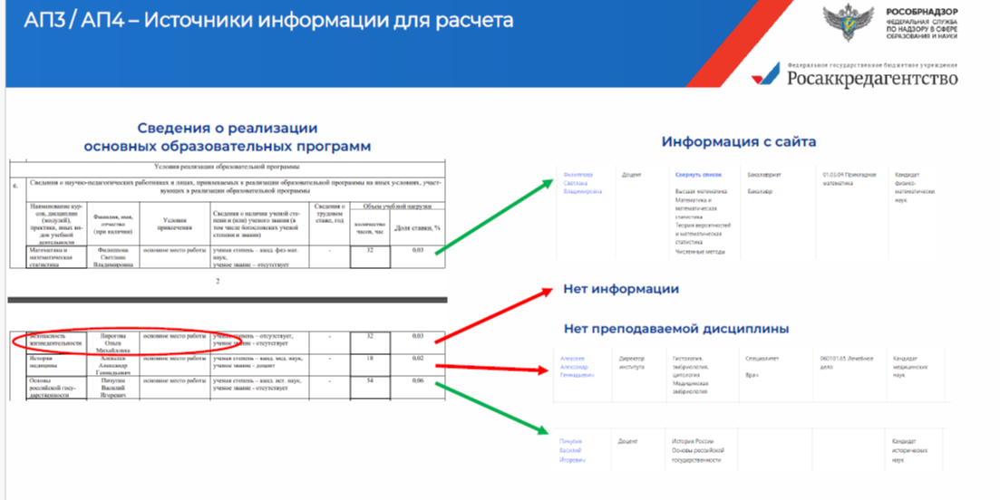 АП3 / АП4 – Источники информации для расчета
РОСОБРНАДЗОР
ФЕДЕРАЛЬНАЯ СЛУЖБА
ПО НАДЗОРУ В СФЕРЕ
ОБРАЗОВАНИЯ И НАУКИ
Федеральное государственное бюджетное учреждение
Росаккредагентство
Сведения о реализации
основных образовательных программ
Условия реализации образовательной программы
6.
Сведения о научно-педагогических работниках и лицах, привлекаемых к реализации образовательной программы на иных условиях, участ-
вующих в реализации образовательной программы
Наименование кур-
сов, дисциплин
(модулей),
практики, иных ви-
дов учебной
деятельности
Фамилия, имя,
отчество
(при наличии)
Условия
привлечения
Сведения о наличии ученой сте-
пени и (или) ученого звания (в
том числе богословских ученой
степени и звания)
Сведения о
трудовом
стаже, год
Объем учебной нагрузки
количество
часов, час
Доля ставки, %
Математика и
математическая
статистика
Филиппова
Светлана
Владимировна
основное место работы
ученая степень – канд. физ-мат.
наук,
ученое звание – отсутствует
-
32
0,03
2
Безопасность
жизнедеятельности
Пирогова
Ольга
Михайловна
основное место работы
ученая степень – отсутствует,
ученое звание - отсутствует
-
32
0,03
История
медицины
Алексеев
Александр
Геннадьевич
основное место работы
ученая степень – канд. мед. наук,
ученое звание – доцент
-
18
0,02
Основы
российской госу-
дарственности
Пичугин
Василий
Игоревич
основное место работы
ученая степень – канд. ист. наук,
ученое звание - отсутствует
-
54
0,06
Информация с сайта
Филиппова
Светлана
Владимировна
Доцент
Свернуть список
Высшая математика
Математика и
математическая
статистика
Теория вероятностей
и математическая
статистика
Численные методы
Бакалавриат
Бакалавр
01.03.04 Прикладная
математика
Кандидат
физико-
математических
наук
Нет информации
Нет преподаваемой дисциплины
Алексеев
Александр
Геннадьевич
Директор
института
Гистология,
эмбриология,
цитология
Медицинская
эмбриология
Специалитет
Врач
060101.65 Лечебное
дело
Кандидат
медицинских
наук
Пичугин
Василий
Игоревич
Доцент
История России
Основы российской
государственности
Кандидат
исторических
наук